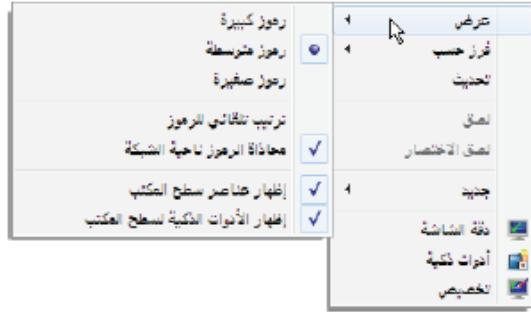 عرض
فرز حسب
تحديث
لصق
لصق الاختصار
جديد
دقة الشاشة
أدوات ذكية
تخصيص
رموز كبيرة
رموز متوسطة
رموز صغيرة
ترتيب تلقائي للرموز
محاذاة الرموز ناحية الشبكة
إظهار عناصر سطح المكتب
إظهار الأدوات الذكية لسطح المكتب